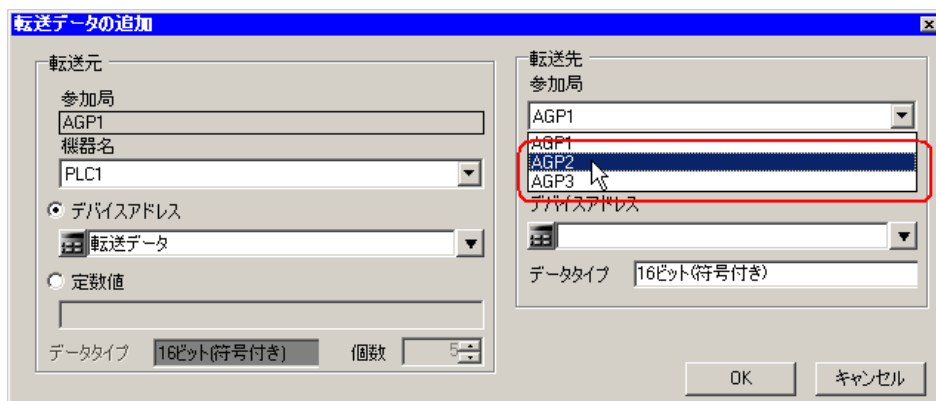 転送データの追加
転送元
参加局
AGP1
機器名
PLC1
デバイスアドレス
転送データ
定数値
データタイプ 16ビット(符号付き) 個数 5
転送先
参加局
AGP1
AGP1
AGP2
AGP3
デバイスアドレス
データタイプ 16ビット(符号付き)
OK キャンセル